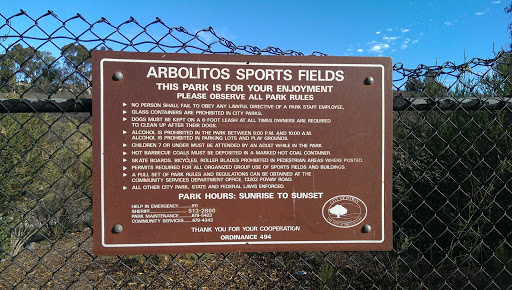 ARBOLITOS SPORTS FIELDS
THIS PARK IS FOR YOUR ENJOYMENT
PLEASE OBSERVE ALL PARK RULES
▸ NO PERSON SHALL FAIL TO OBEY ANY LAWFUL DIRECTIVE OF A PARK STAFF EMPLOYEE,
▸ GLASS CONTAINERS ARE PROHIBITED IN CITY PARKS.
▸ DOGS MUST BE KEPT ON A 6-FOOT LEASH AT ALL TIMES OWNERS ARE REQUIRED
TO CLEAN UP AFTER THEIR DOGS.
▸ ALCOHOL IS PROHIBITED IN THE PARK BETWEEN 9:00 P.M. AND 10:00 A.M.
ALCOHOL IS PROHIBITED IN PARKING LOTS AND PLAY GROUNDS.
▸ CHILDREN 7 OR UNDER MUST BE ATTENDED BY AN ADULT WHILE IN THE PARK.
▸ HOT BARBECUE COALS MUST BE DEPOSITED IN A MARKED HOT COAL CONTAINER.
▸ SKATE BOARDS, BICYCLES, ROLLER BLADES PROHIBITED IN PEDESTRIAN AREAS WHERE POSTED.
▸ PERMITS REQUIRED FOR ALL ORGANIZED GROUP USE OF SPORTS FIELDS AND BUILDINGS.
▸ A FULL SET OF PARK RULES AND REGULATIONS CAN BE OBTAINED AT THE
COMMUNITY SERVICES DEPARTMENT OFFICE, 13202 POWAY ROAD.
▸ ALL OTHER CITY PARK, STATE AND FEDERAL LAWS ENFORCED.
PARK HOURS: SUNRISE TO SUNSET
HELP IN EMERGENCY 911
SHERIFF 513-2800
PARK MAINTENANCE 679-5423
COMMUNITY SERVICES 679-4343
THANK YOU FOR YOUR COOPERATION
ORDINANCE 494